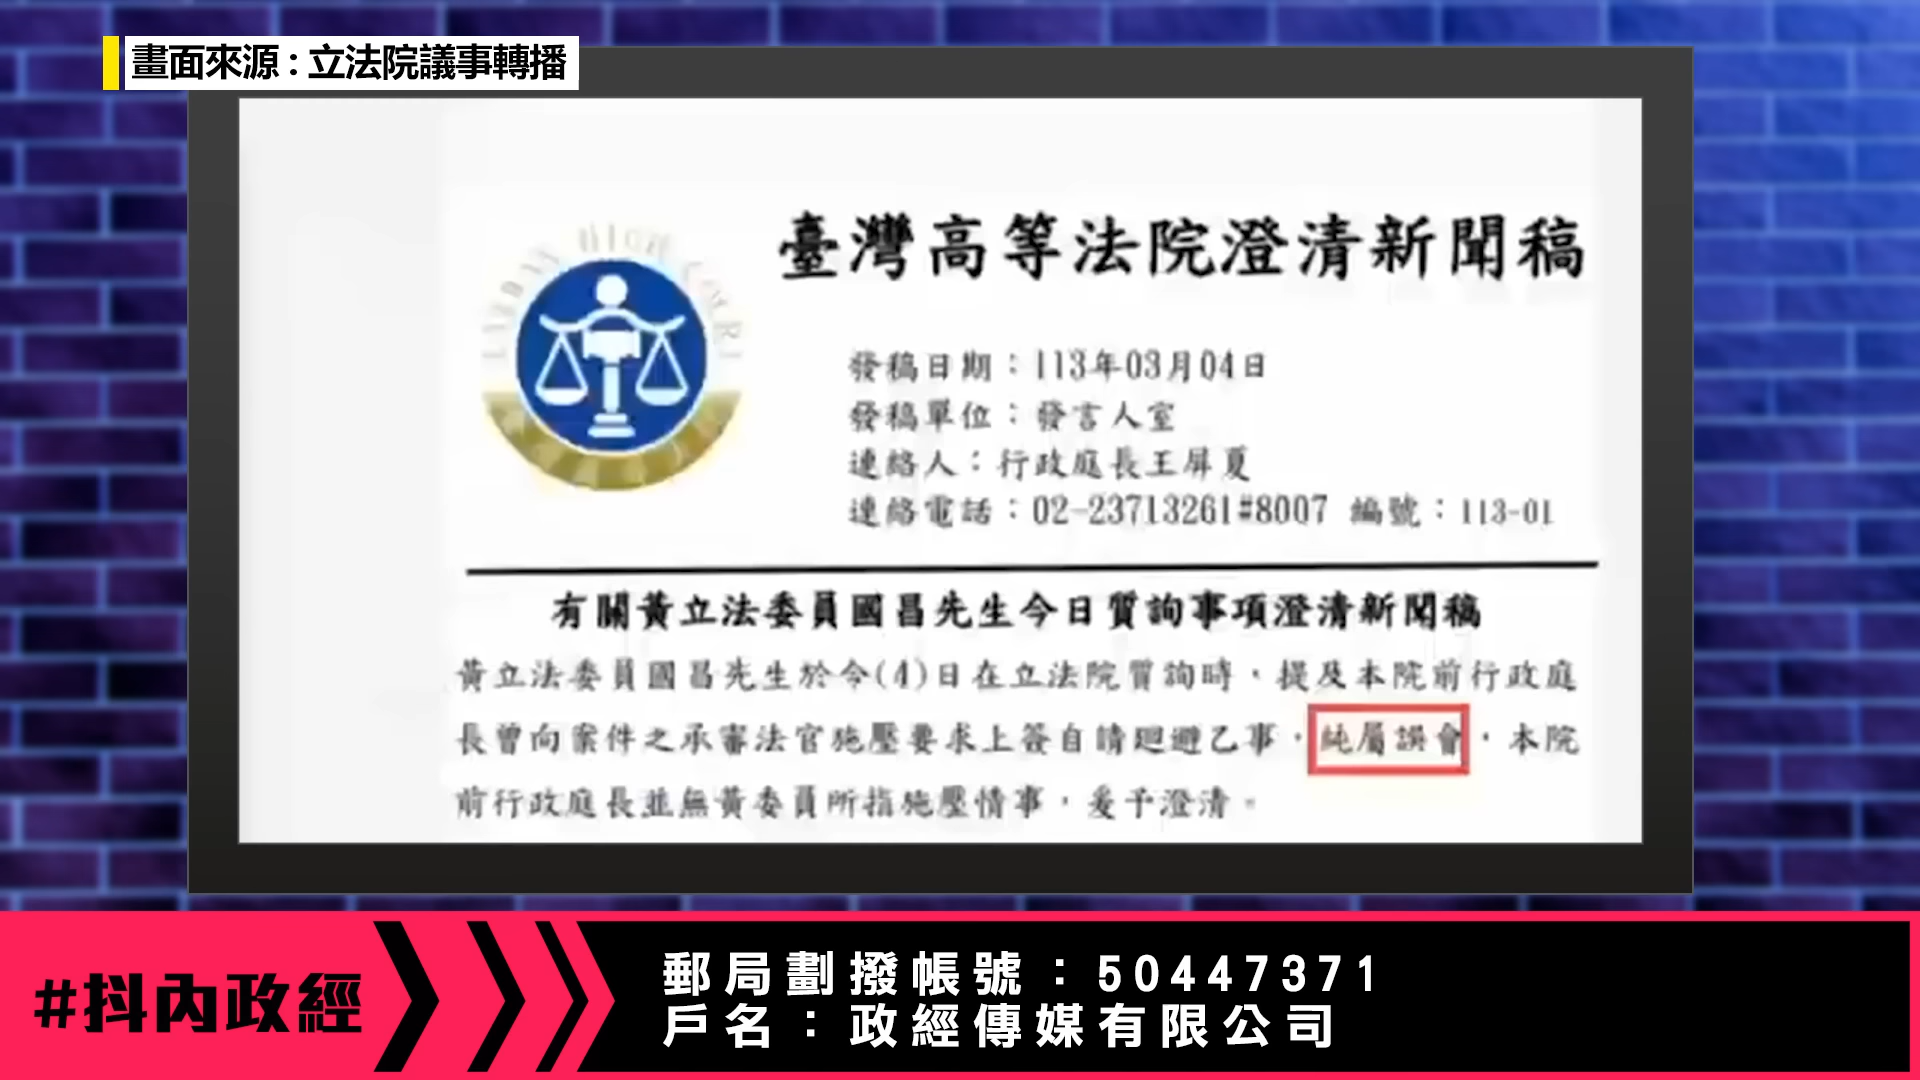 畫面來源：立法院議事轉播
臺灣高等法院澄清新聞稿
發稿日期：113年03月04日
發稿單位：發言人室
連絡人：行政庭長王屏夏
連絡電話：02-23713261#8007 編號：113-01
有關黃立法委員國昌先生今日質詢事項澄清新聞稿
黃立法委員國昌先生於今(4)日在立法院質詢時，提及本院前行政庭
長曾向案件之承審法官施壓要求上簽自請迴避乙事，純屬誤會，本院
前行政庭長並無黃委員所指施壓情事，爰予澄清。
#抖內政經
郵局劃撥帳號：50447371
戶名：政經傳媒有限公司